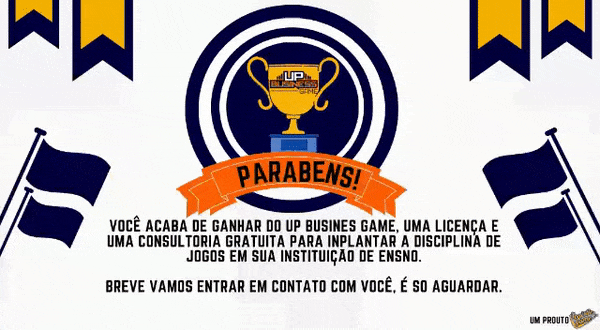 UP
BUSINESS
GAME
PARABENS!
VOCÊ ACABA DE GANHAR DO UP BUSINES GAME, UMA LICENÇA E
UMA CONSULTORIA GRATUITA PARA INPLANTAR A DISCIPLINA DE
JOGOS EM SUA INSTITUIÇÃO DE ENSNO.
BREVE VAMOS ENTRAR EM CONTATO COM VOCÊ, É SO AGUARDAR.
UM PROUTO